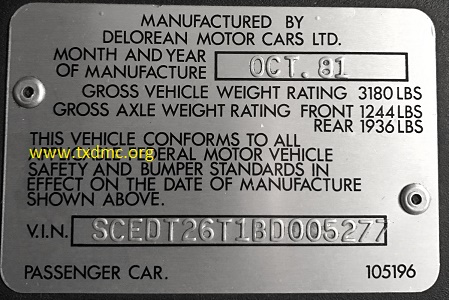 MANUFACTURED BY
DELOREAN MOTOR CARS LTD.
MONTH AND YEAR
OF MANUFACTURE OCT. 81
GROSS VEHICLE WEIGHT RATING 3180 LBS
GROSS AXLE WEIGHT RATING FRONT 1244 LBS
REAR 1936 LBS
THIS VEHICLE CONFORMS TO ALL
www.txdmc.org MOTOR VEHICLE
SAFETY AND BUMPER STANDARDS IN
EFFECT ON THE DATE OF MANUFACTURE
SHOWN ABOVE.
V.I.N. SCEDT26T1BD005277
PASSENGER CAR. 105196